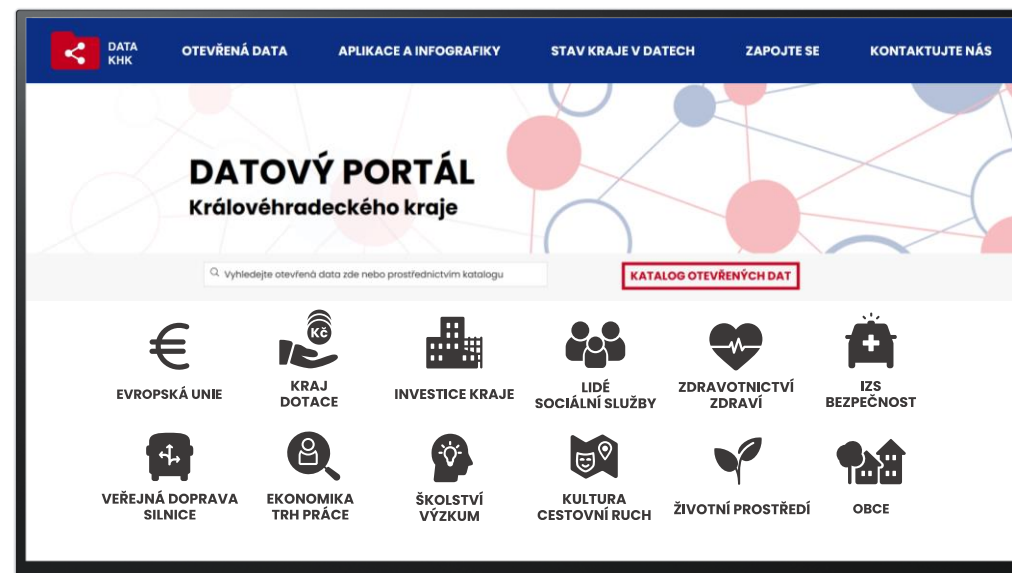 DATA
KHK
OTEVŘENÁ DATA
APLIKACE A INFOGRAFIKY
STAV KRAJE V DATECH
ZAPOJTE SE
KONTAKTUJTE NÁS
DATOVÝ PORTÁL
Královéhradeckého kraje
Vyhledejte otevřená data zde nebo prostřednictvím katalogu
KATALOG OTEVŘENÝCH DAT
Kč
EVROPSKÁ UNIE
KRAJ
DOTACE
INVESTICE KRAJE
LIDÉ
SOCIÁLNÍ SLUŽBY
ZDRAVOTNICTVÍ
ZDRAVÍ
IZS
BEZPEČNOST
VEŘEJNÁ DOPRAVA
SILNICE
EKONOMIKA
TRH PRÁCE
ŠKOLSTVÍ
VÝZKUM
KULTURA
CESTOVNÍ RUCH
ŽIVOTNÍ PROSTŘEDÍ
OBCE